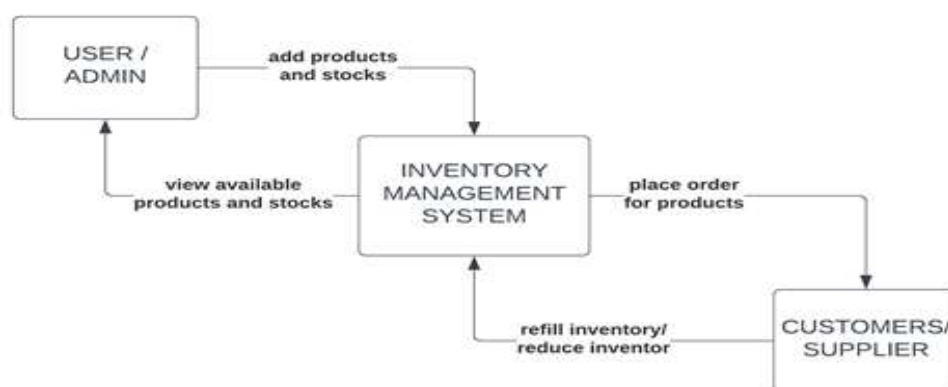 USER /
ADMIN
add products
and stocks
view available
products and stocks
INVENTORY
MANAGEMENT
SYSTEM
place order
for products
refill inventory/
reduce inventor
CUSTOMERS/
SUPPLIER